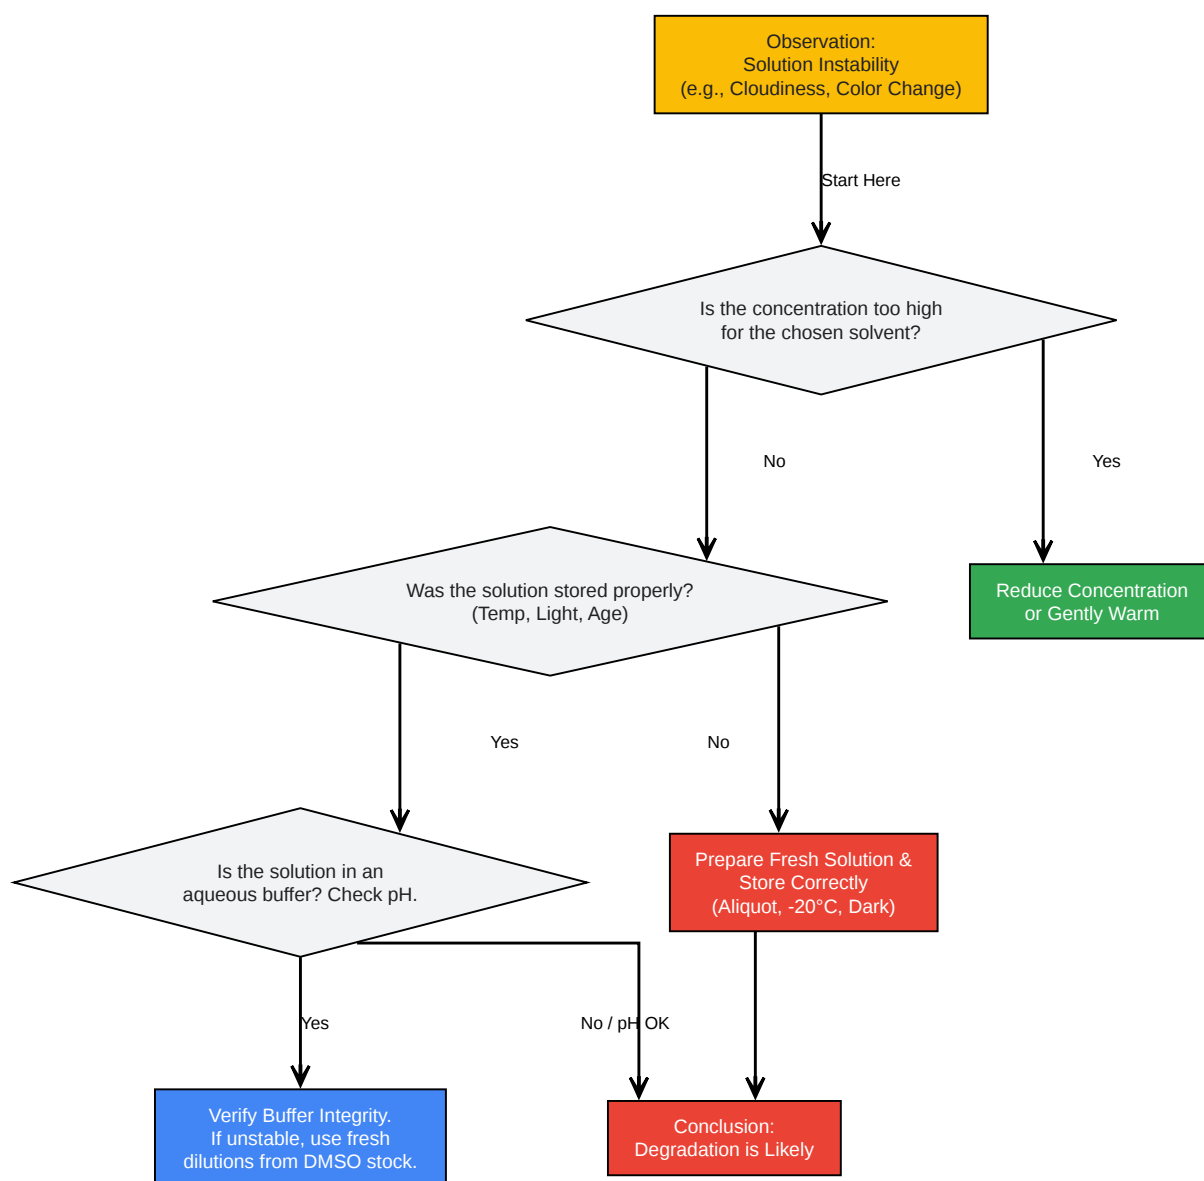 Observation:
Solution Instability
(e.g., Cloudiness, Color Change)
Start Here
Is the concentration too high
for the chosen solvent?
No
Yes
Was the solution stored properly?
(Temp, Light, Age)
Reduce Concentration
or Gently Warm
Yes
No
Is the solution in an
aqueous buffer? Check pH.
Prepare Fresh Solution &
Store Correctly
(Aliquot, -20°C, Dark)
Yes
No / pH OK
Verify Buffer Integrity.
If unstable, use fresh
dilutions from DMSO stock.
Conclusion:
Degradation is Likely